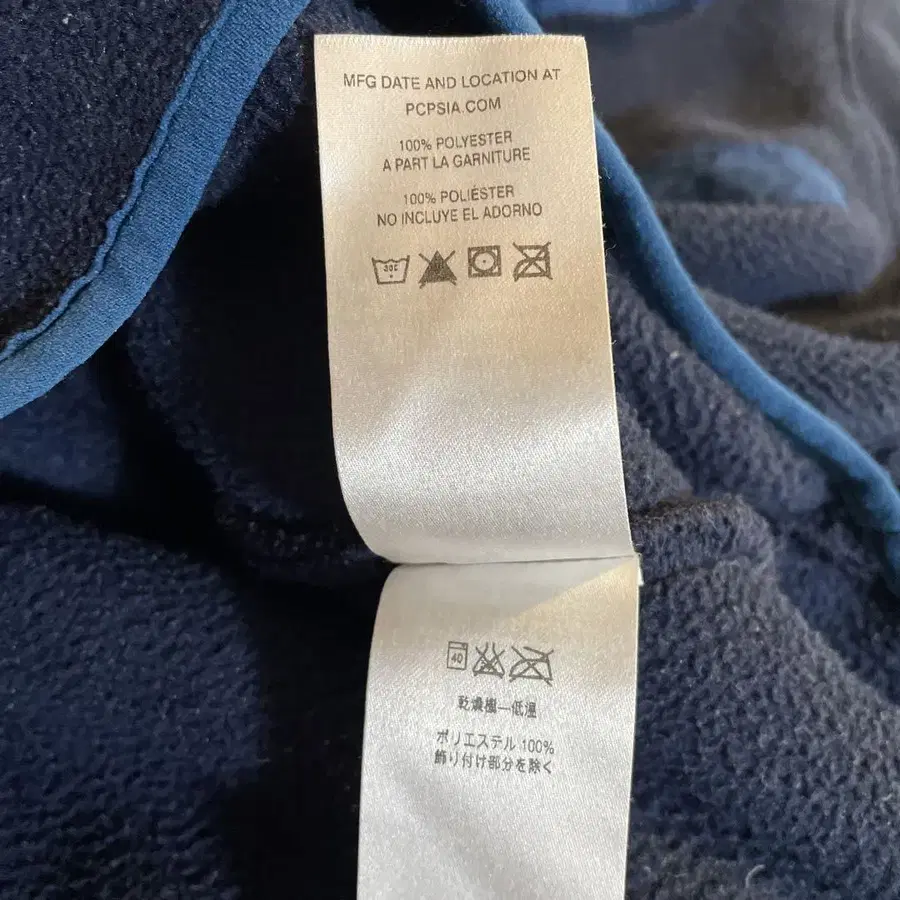 MFG DATE AND LOCATION AT
PCPSIA.COM
100% POLYESTER
A PART LA GARNITURE
100% POLIÉSTER
NO INCLUYE EL ADORNO
30C
40
乾燥機—低温
ポリエステル 100%
飾り付け部分を除く